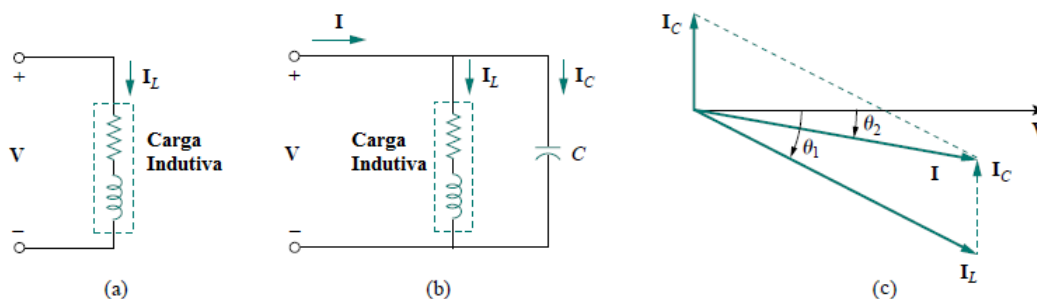 +
I_L
V
Carga
Indutiva
–
(a)
I
+
I_L
I_C
V
Carga
Indutiva
C
–
(b)
I_C
V
θ_2
θ_1
I
I_C
I_L
(c)